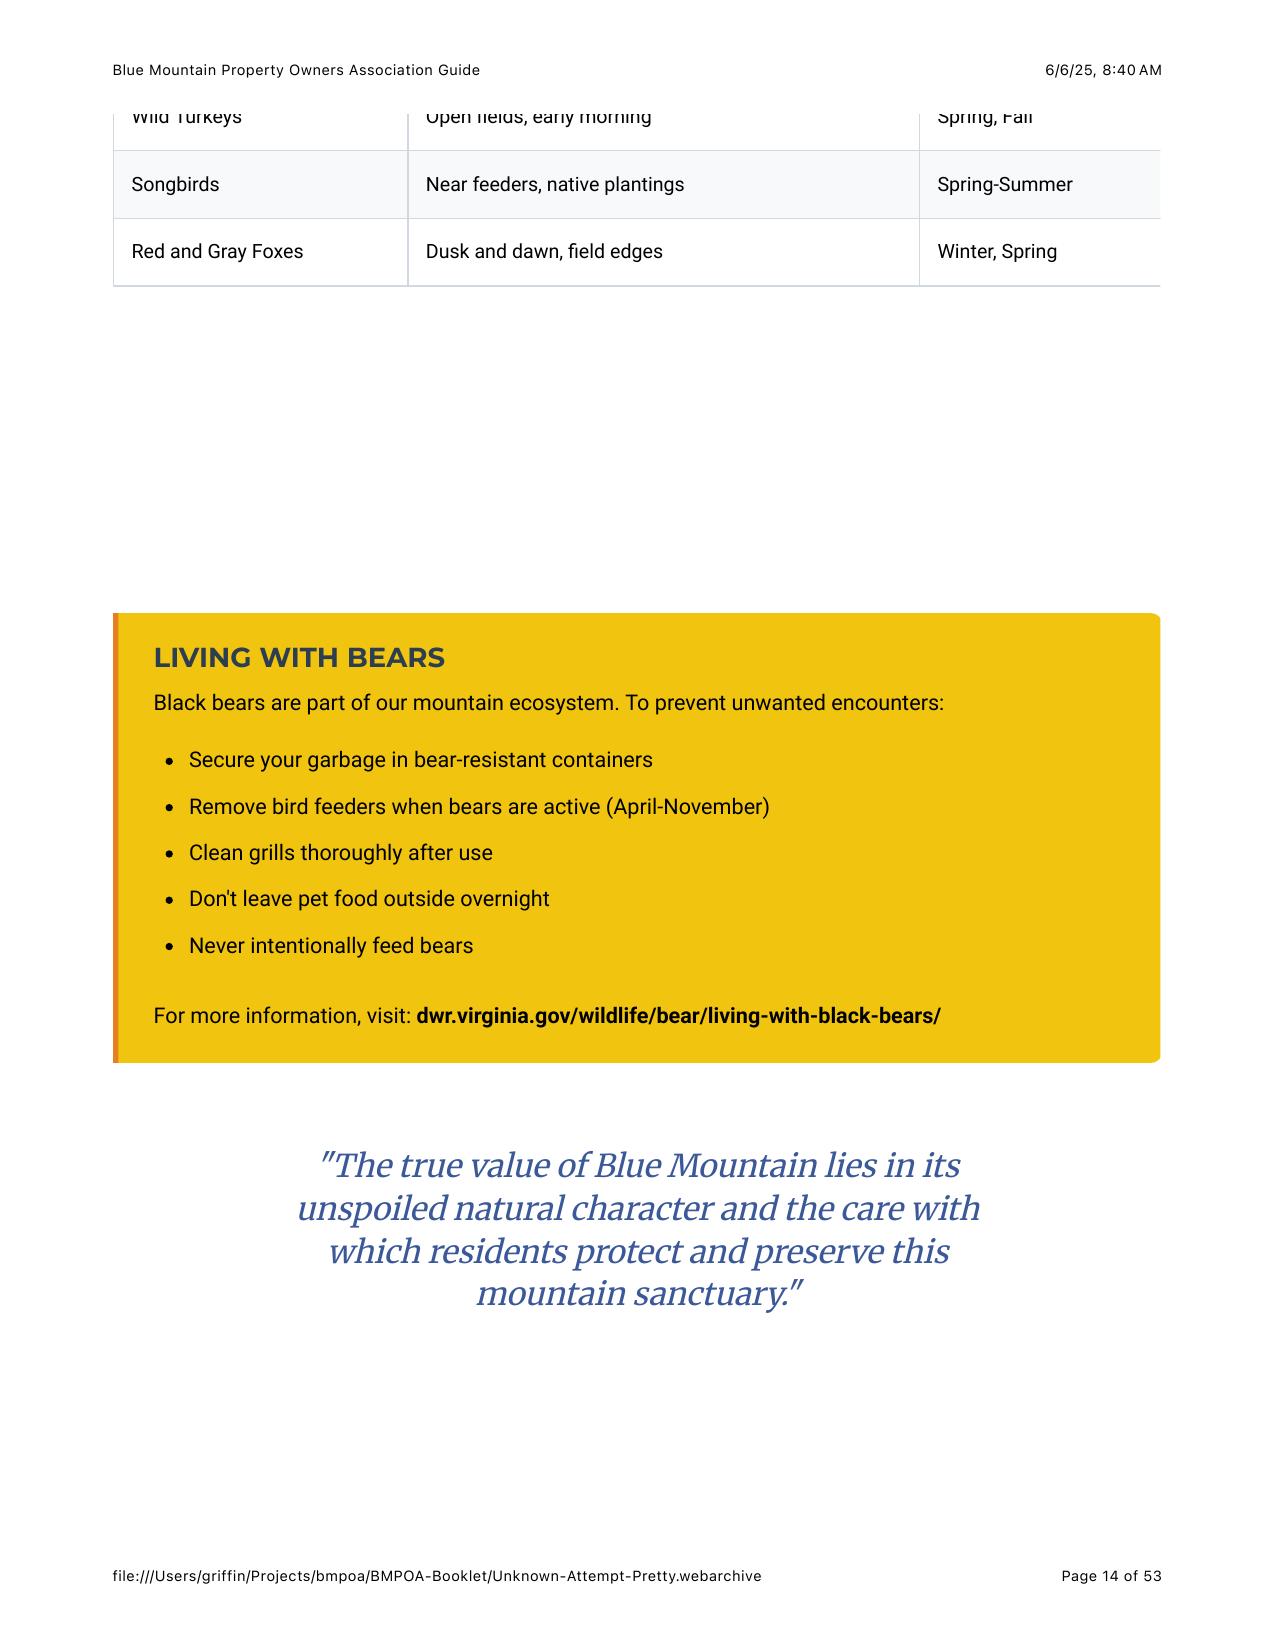 Blue Mountain Property Owners Association Guide 6/6/25, 8:40 AM
Wild Turkeys Open fields, early morning Spring, Fall
Songbirds Near feeders, native plantings Spring-Summer
Red and Gray Foxes Dusk and dawn, field edges Winter, Spring
LIVING WITH BEARS
Black bears are part of our mountain ecosystem. To prevent unwanted encounters:
• Secure your garbage in bear-resistant containers
• Remove bird feeders when bears are active (April-November)
• Clean grills thoroughly after use
• Don't leave pet food outside overnight
• Never intentionally feed bears
For more information, visit: dwr.virginia.gov/wildlife/bear/living-with-black-bears/
"The true value of Blue Mountain lies in its
unspoiled natural character and the care with
which residents protect and preserve this
mountain sanctuary."
file:///Users/griffin/Projects/bmpoa/BMPOA-Booklet/Unknown-Attempt-Pretty.webarchive Page 14 of 53